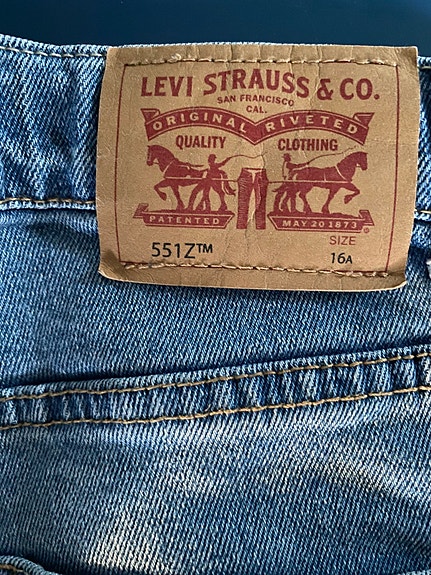 LEVI STRAUSS & CO.
SAN FRANCISCO
CAL.
ORIGINAL RIVETED
QUALITY CLOTHING
PATENTED MAY 20 1873
®
SIZE
551Z™ 16A